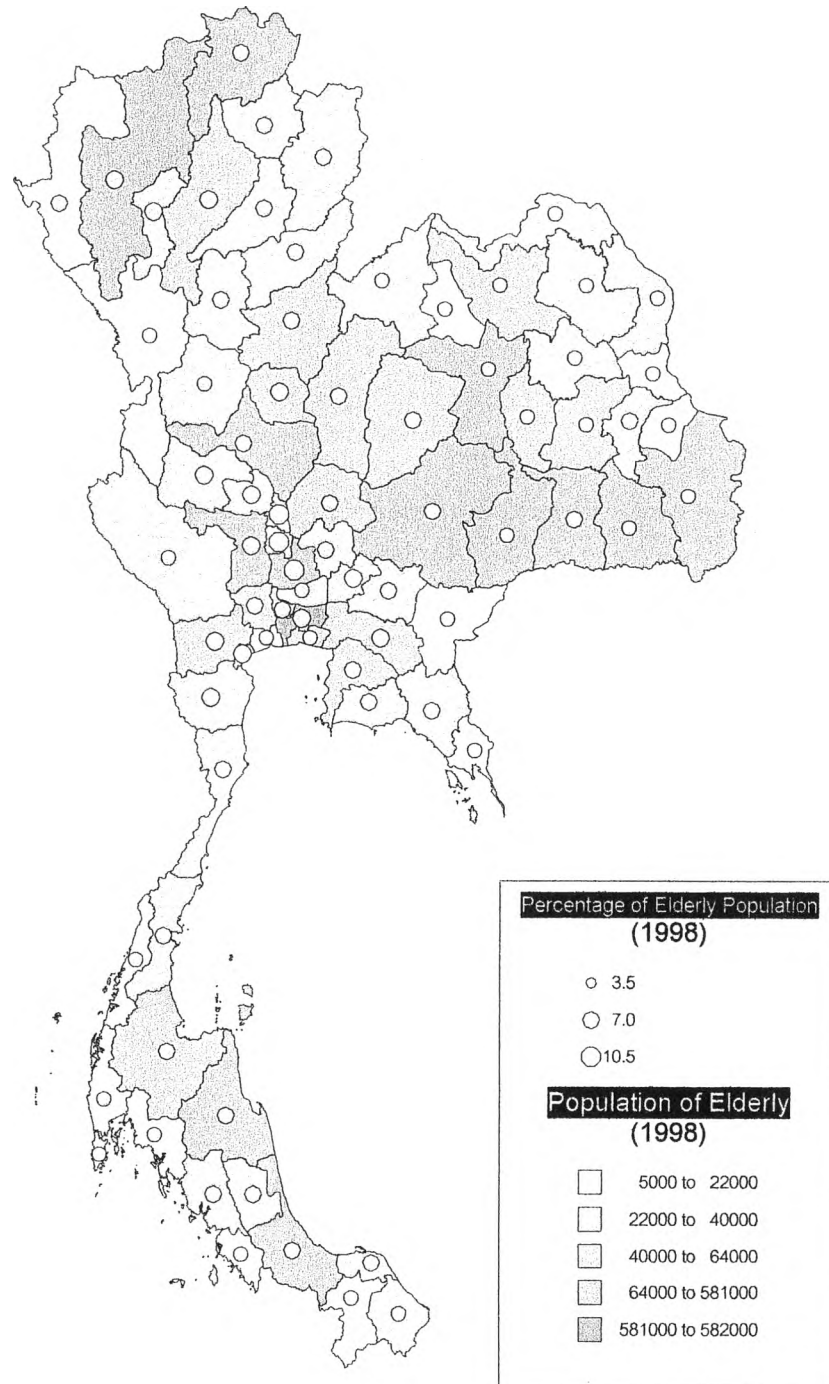 Percentage of Elderly Population
(1998)
3.5
7.0
10.5
Population of Elderly
(1998)
5000 to 22000
22000 to 40000
40000 to 64000
64000 to 581000
581000 to 582000